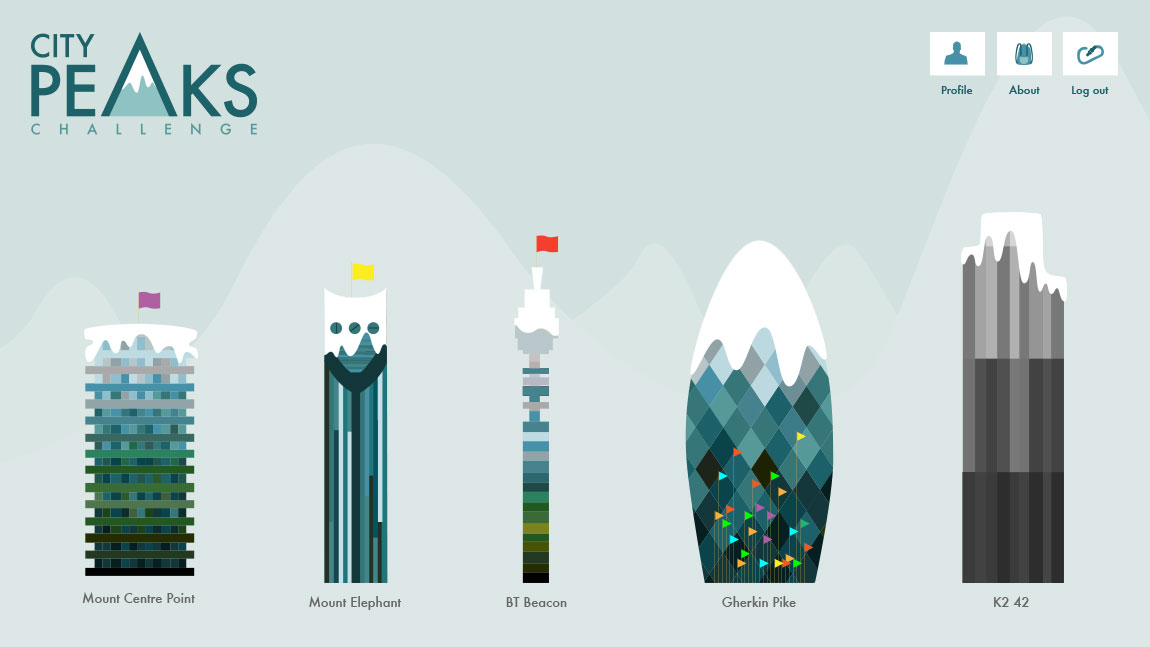 CITY
PEAKS
CHALLENGE
Profile
About
Log out
Mount Centre Point
Mount Elephant
BT Beacon
Gherkin Pike
K2 42